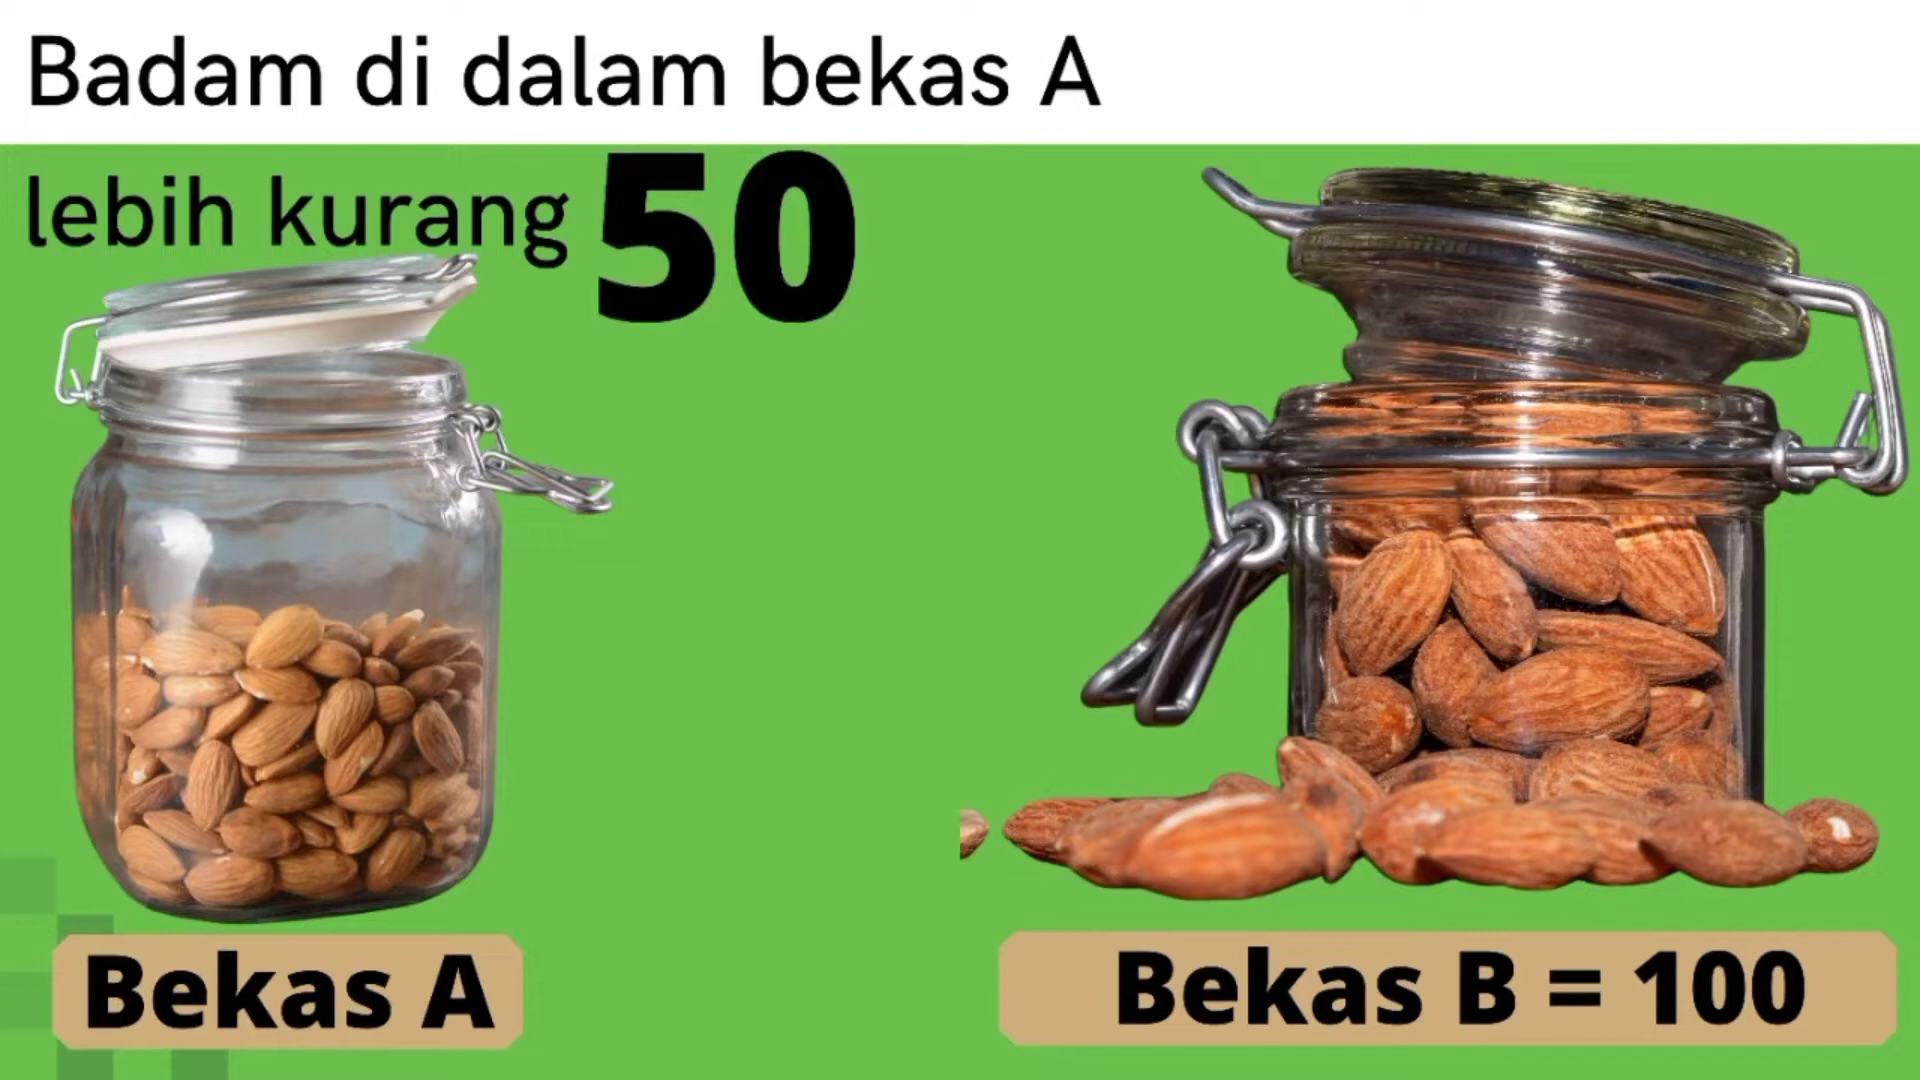 Badam di dalam bekas A
lebih kurang 50
Bekas A
Bekas B = 100